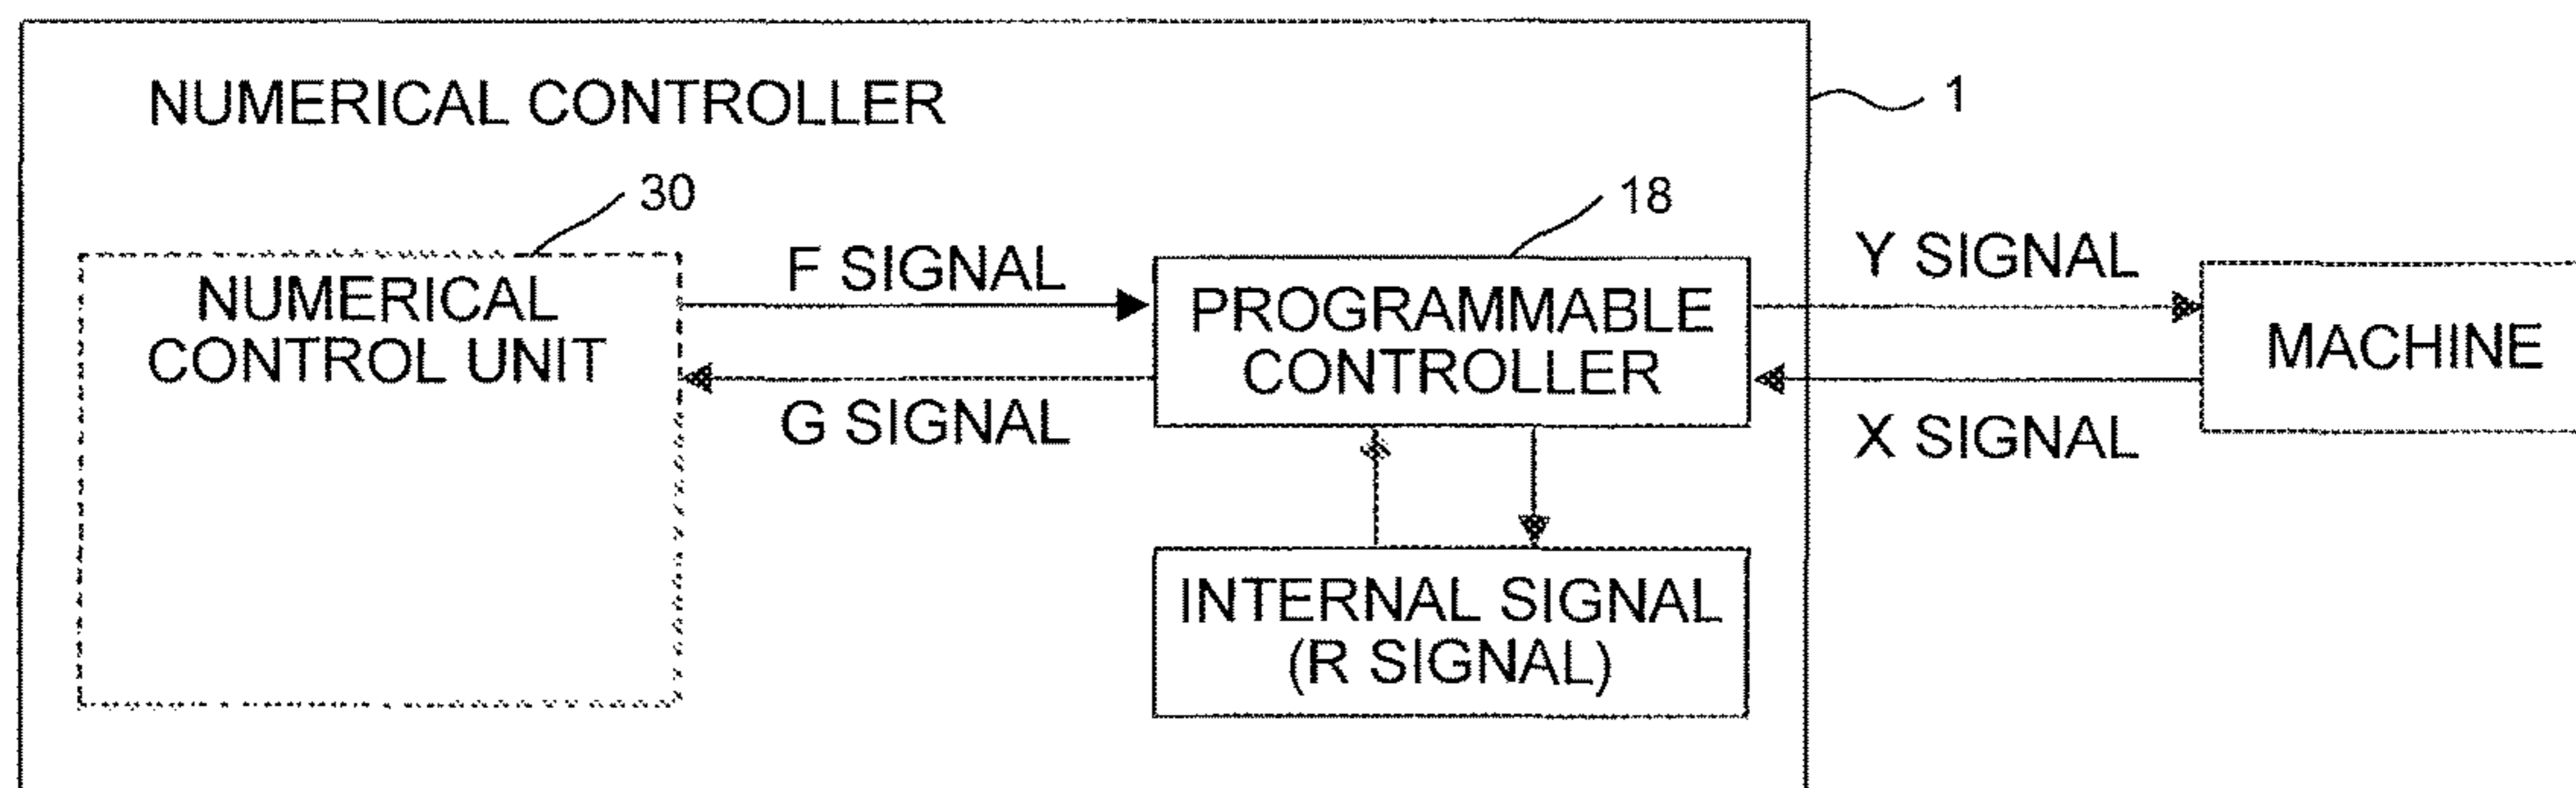 NUMERICAL CONTROLLER
1
30
18
NUMERICAL
CONTROL UNIT
F SIGNAL
G SIGNAL
PROGRAMMABLE
CONTROLLER
Y SIGNAL
X SIGNAL
MACHINE
INTERNAL SIGNAL
(R SIGNAL)